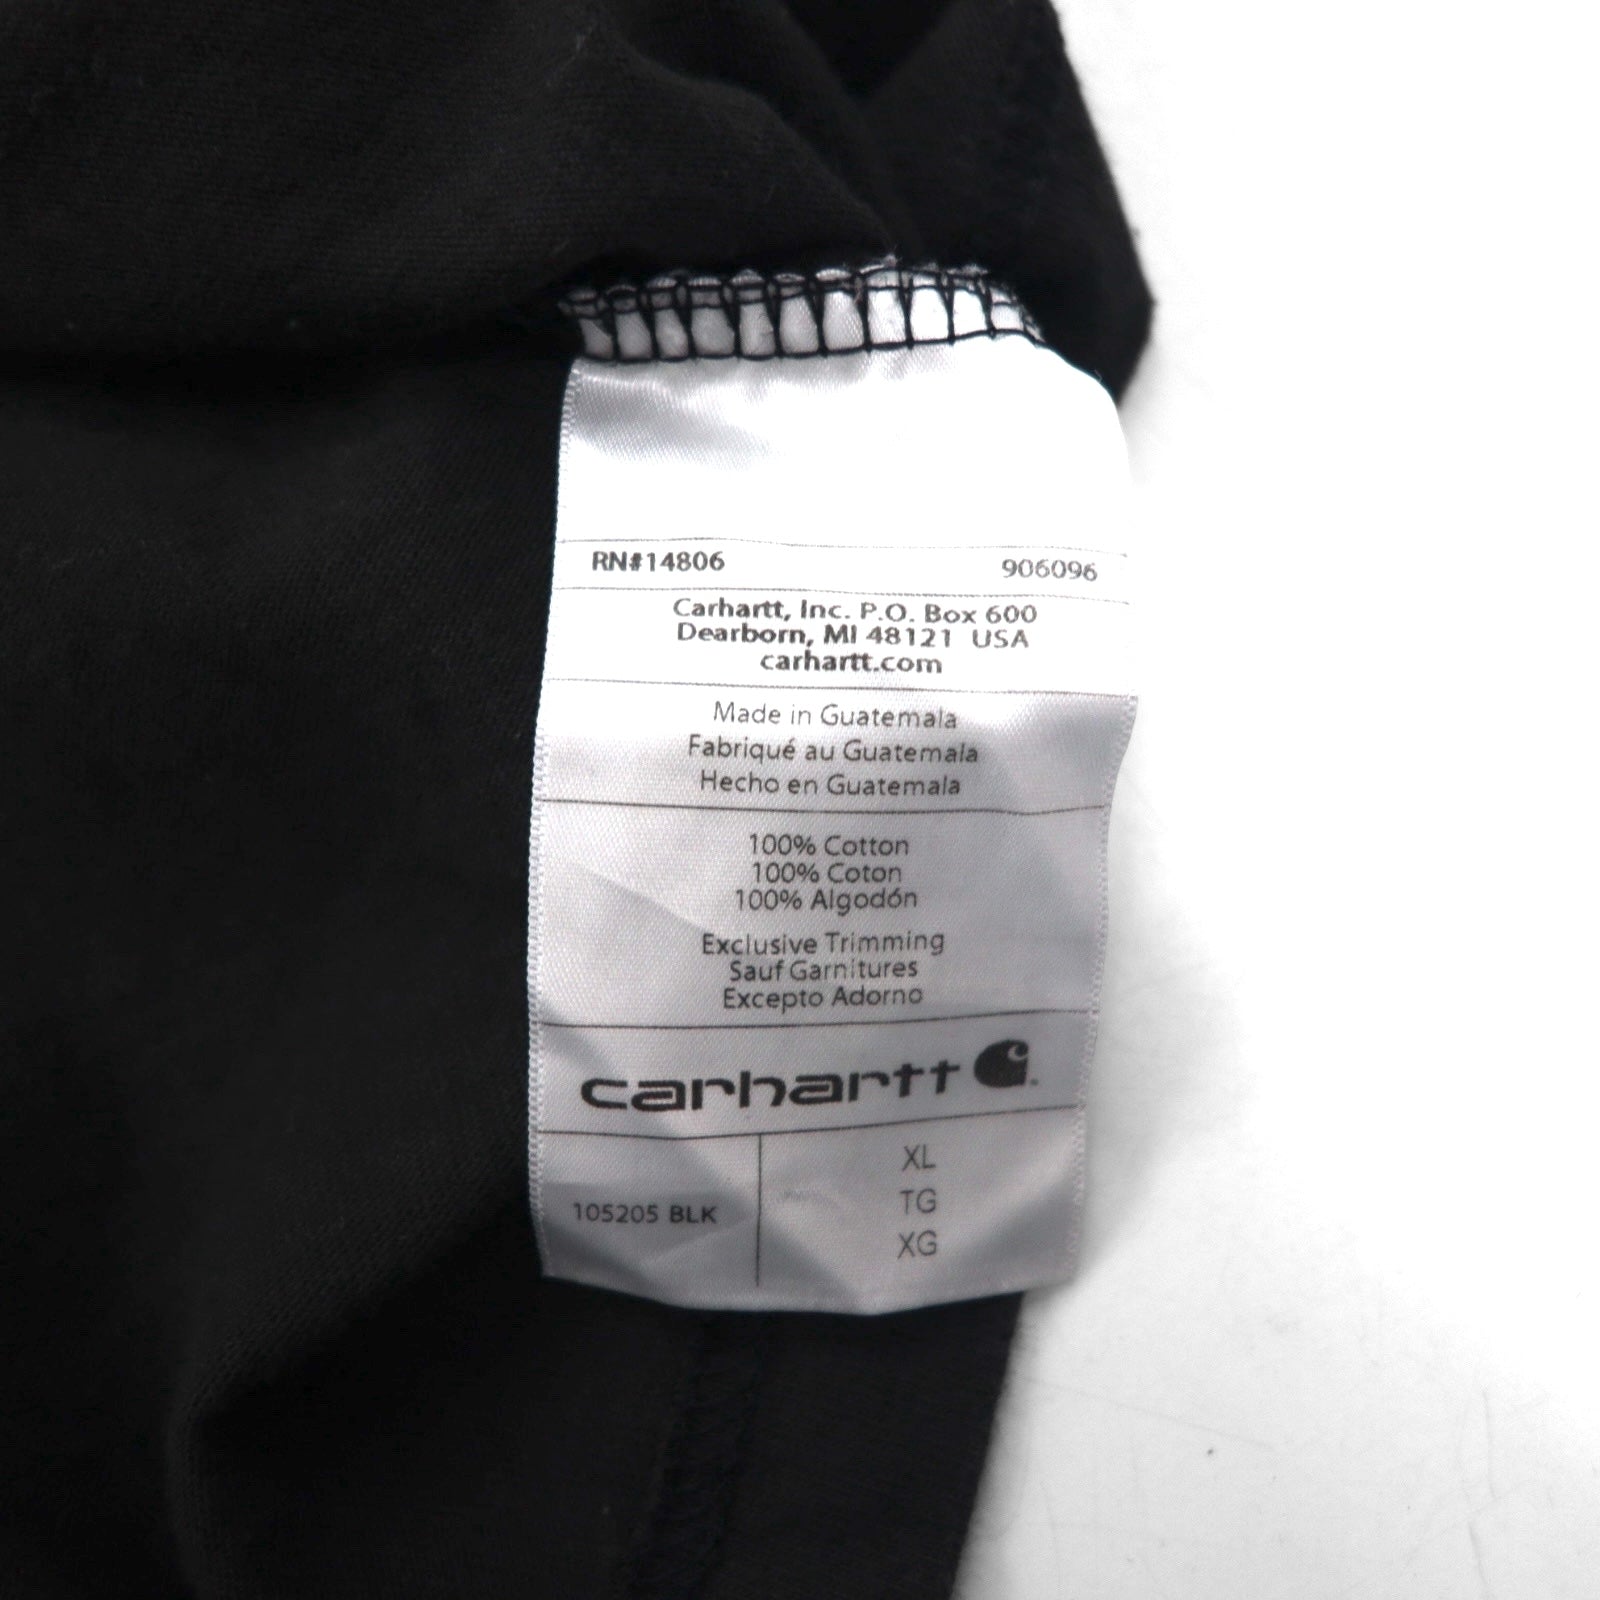 RN#14806 906096
Carhartt, Inc. P.O. Box 600
Dearborn, MI 48121 USA
carhartt.com
Made in Guatemala
Fabriqué au Guatemala
Hecho en Guatemala
100% Cotton
100% Coton
100% Algodón
Exclusive Trimming
Sauf Garnitures
Excepto Adorno
carhartt
105205 BLK
XL
TG
XG